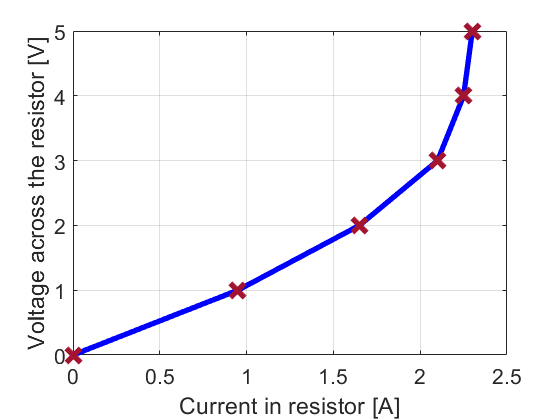 Voltage across the resistor [V]
5
4
3
2
1
0
0 0.5 1 1.5 2 2.5
Current in resistor [A]